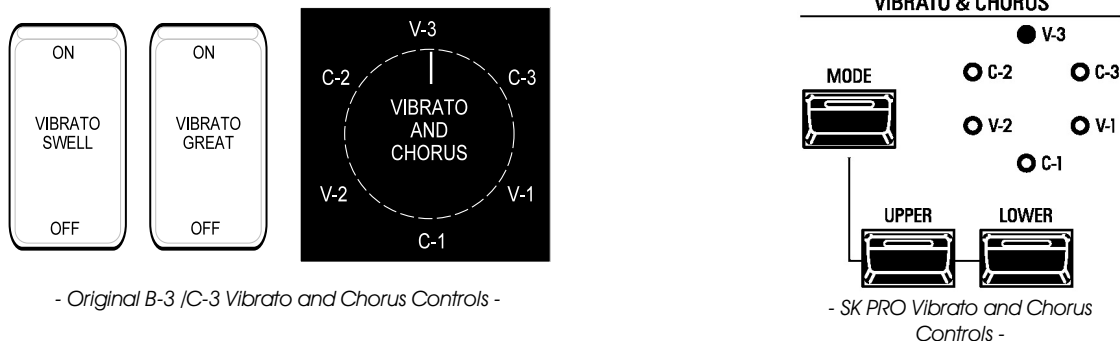 ON
VIBRATO
SWELL
OFF
ON
VIBRATO
GREAT
OFF
V-3
C-2
C-3
VIBRATO
AND
CHORUS
V-2
V-1
C-1
- Original B-3 /C-3 Vibrato and Chorus Controls -
VIBRATO & CHORUS
V-3
MODE
C-2
C-3
V-2
V-1
C-1
UPPER
LOWER
- SK PRO Vibrato and Chorus
Controls -